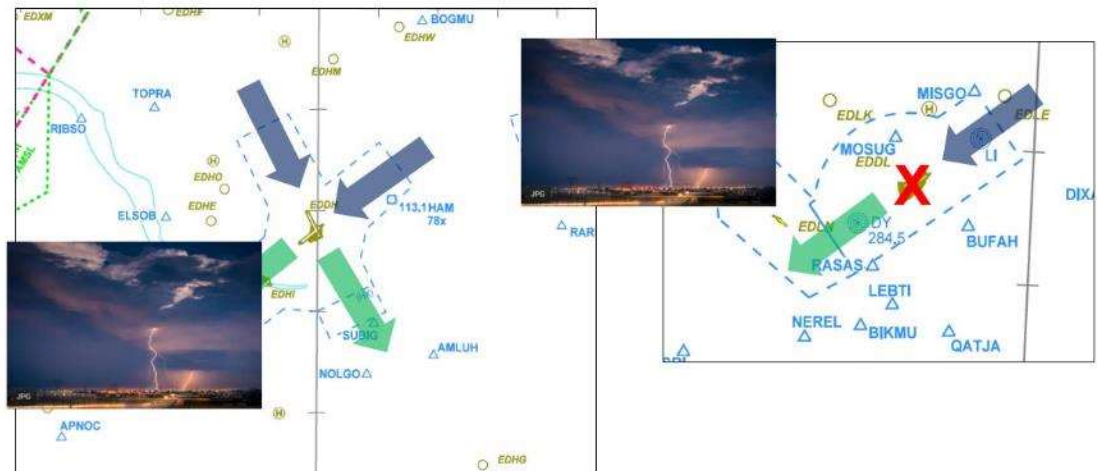 EDXM
EDHF
BOGMU
EDHW
H
EDHM
TOPRA
RIBSO
AMSL
H
EDHO
EDHE
EDDH
113.1 HAM
78x
ELSOB
RAR
EDHI
SUBIG
AMLUH
NOLGO
JPG
APNOC
H
EDHG
JPG
MISGO
EDLK
H
EDLE
MOSUG
LI
EDDL
X
DIX
EDLN
DY
284,5
BUFAH
RASAS
LEBTI
NEREL
BIKMU
QATJA